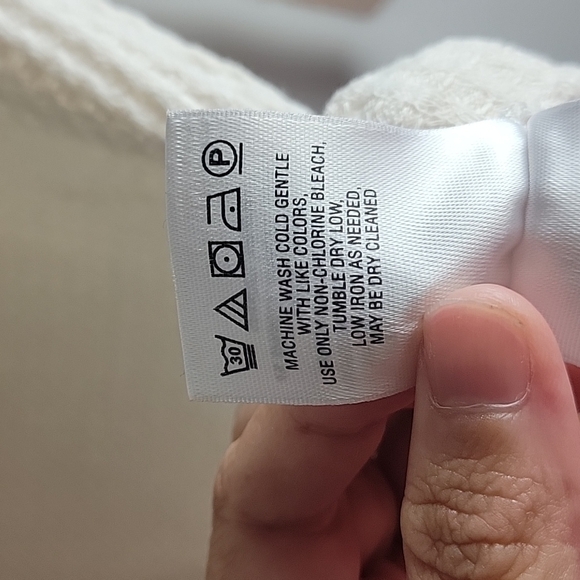 30
P
MACHINE WASH COLD GENTLE
WITH LIKE COLORS,
USE ONLY NON-CHLORINE BLEACH,
TUMBLE DRY LOW,
LOW IRON AS NEEDED,
MAY BE DRY CLEANED